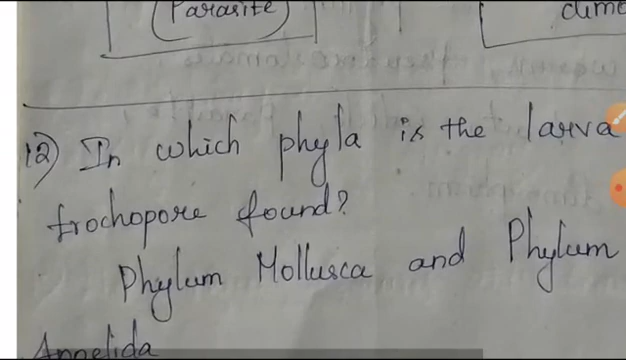 Parasite
12) In which phyla is the larva
trochopore found?
Phylum Mollusca and Phylum
Annelida